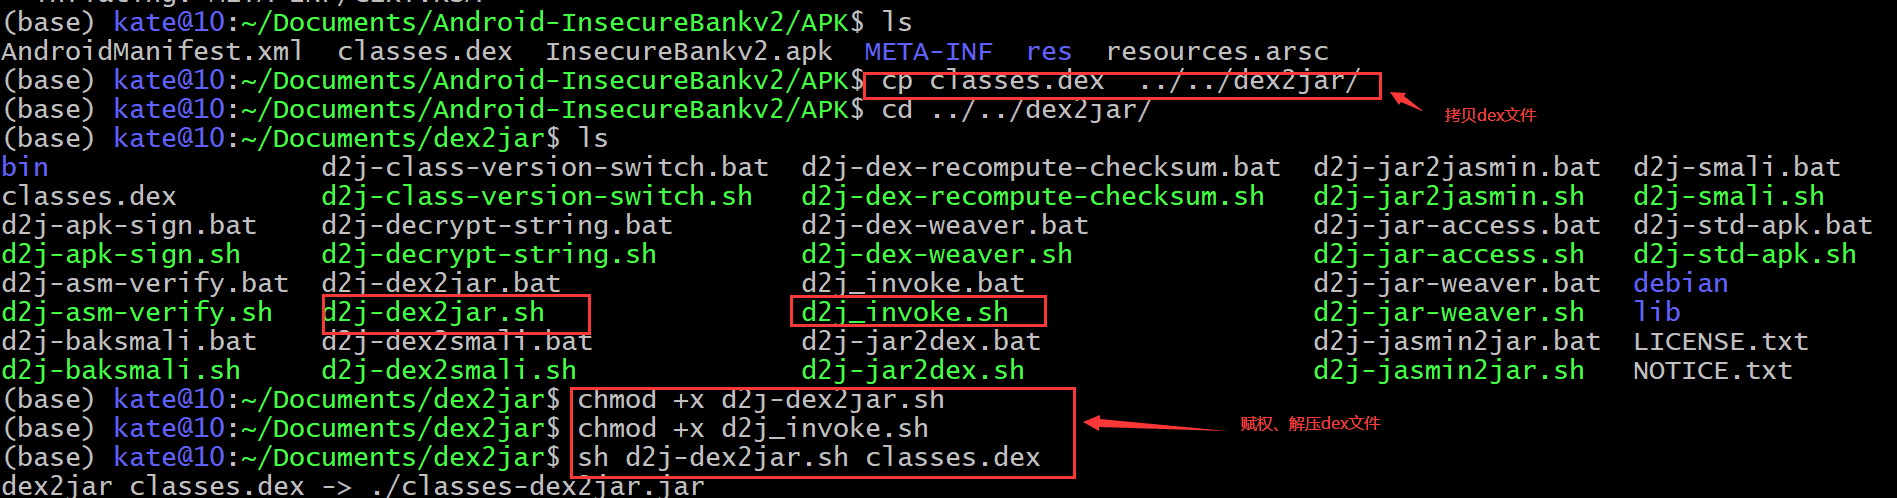 (base) kate@10:~/Documents/Android-InsecureBankv2/APK$ ls
AndroidManifest.xml  classes.dex  InsecureBankv2.apk  META-INF  res  resources.arsc
(base) kate@10:~/Documents/Android-InsecureBankv2/APK$ cp classes.dex  ../../dex2jar/
(base) kate@10:~/Documents/Android-InsecureBankv2/APK$ cd ../../dex2jar/
拷贝dex文件
(base) kate@10:~/Documents/dex2jar$ ls
bin  d2j-class-version-switch.bat  d2j-dex-recompute-checksum.bat  d2j-jar2jasmin.bat  d2j-smali.bat
classes.dex  d2j-class-version-switch.sh  d2j-dex-recompute-checksum.sh  d2j-jar2jasmin.sh  d2j-smali.sh
d2j-apk-sign.bat  d2j-decrypt-string.bat  d2j-dex-weaver.bat  d2j-jar-access.bat  d2j-std-apk.bat
d2j-apk-sign.sh  d2j-decrypt-string.sh  d2j-dex-weaver.sh  d2j-jar-access.sh  d2j-std-apk.sh
d2j-asm-verify.bat  d2j-dex2jar.bat  d2j_invoke.bat  d2j-jar-weaver.bat  debian
d2j-asm-verify.sh  d2j-dex2jar.sh  d2j_invoke.sh  d2j-jar-weaver.sh  lib
d2j-baksmali.bat  d2j-dex2smali.bat  d2j-jar2dex.bat  d2j-jasmin2jar.bat  LICENSE.txt
d2j-baksmali.sh  d2j-dex2smali.sh  d2j-jar2dex.sh  d2j-jasmin2jar.sh  NOTICE.txt
(base) kate@10:~/Documents/dex2jar$ chmod +x d2j-dex2jar.sh
(base) kate@10:~/Documents/dex2jar$ chmod +x d2j_invoke.sh
赋权、解压dex文件
(base) kate@10:~/Documents/dex2jar$ sh d2j-dex2jar.sh classes.dex
dex2jar classes.dex -> ./classes-dex2jar.jar